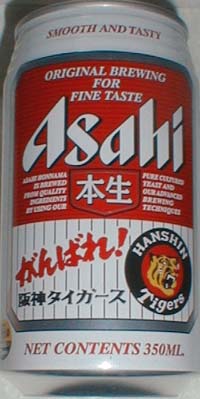 SMOOTH AND TASTY
ORIGINAL BREWING
FOR
FINE TASTE
Asahi
ASAHI HONNAMA
IS BREWED
FROM QUALITY
INGREDIENTS
BY USING OUR
本生
PURE CULTURED
YEAST AND
OUR ADVANCED
BREWING
TECHNIQUES
がんばれ!
阪神タイガース
HANSHIN
Tigers
NET CONTENTS 350ML.